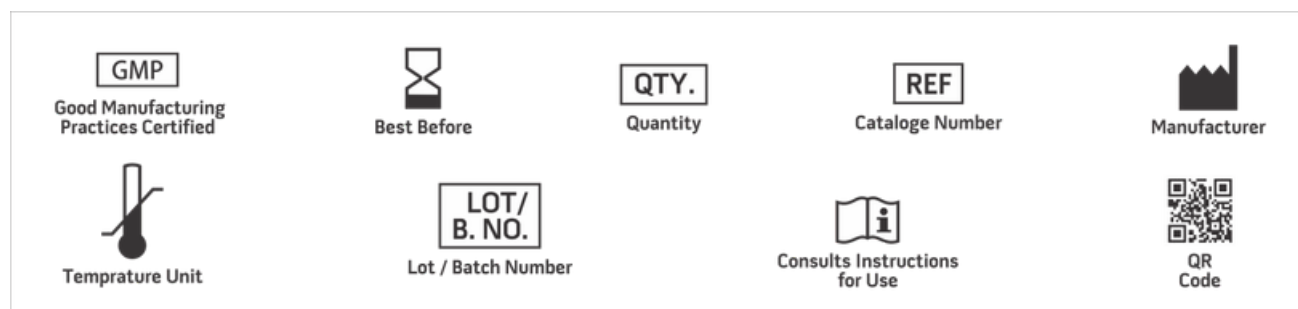 GMP
Good Manufacturing
Practices Certified
Best Before
QTY.
Quantity
REF
Cataloge Number
Manufacturer
Temprature Unit
LOT/
B. NO.
Lot / Batch Number
i
Consults Instructions
for Use
QR
Code